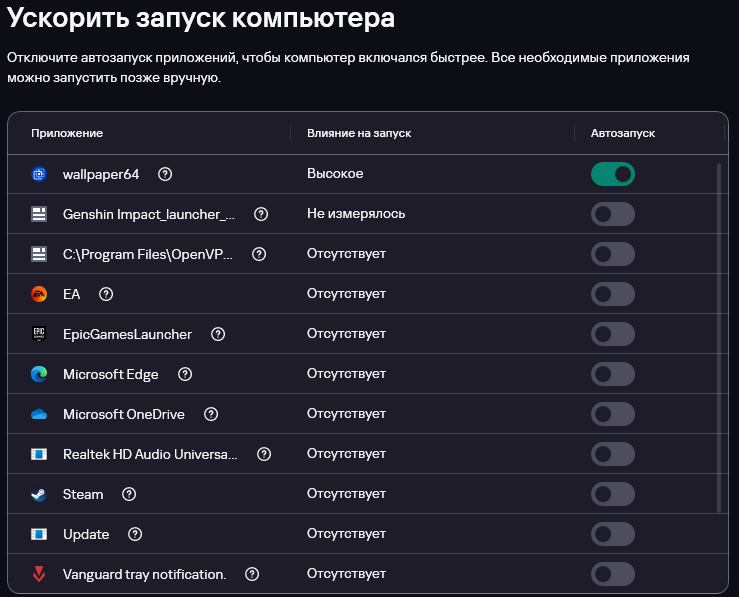 Ускорить запуск компьютера
Отключите автозапуск приложений, чтобы компьютер включался быстрее. Все необходимые приложения
можно запустить позже вручную.
Приложение Влияние на запуск Автозапуск
wallpaper64 Высокое
Genshin Impact_launcher_... Не измерялось
C:\Program Files\OpenVP... Отсутствует
EA Отсутствует
EpicGamesLauncher Отсутствует
Microsoft Edge Отсутствует
Microsoft OneDrive Отсутствует
Realtek HD Audio Universa... Отсутствует
Steam Отсутствует
Update Отсутствует
Vanguard tray notification. Отсутствует